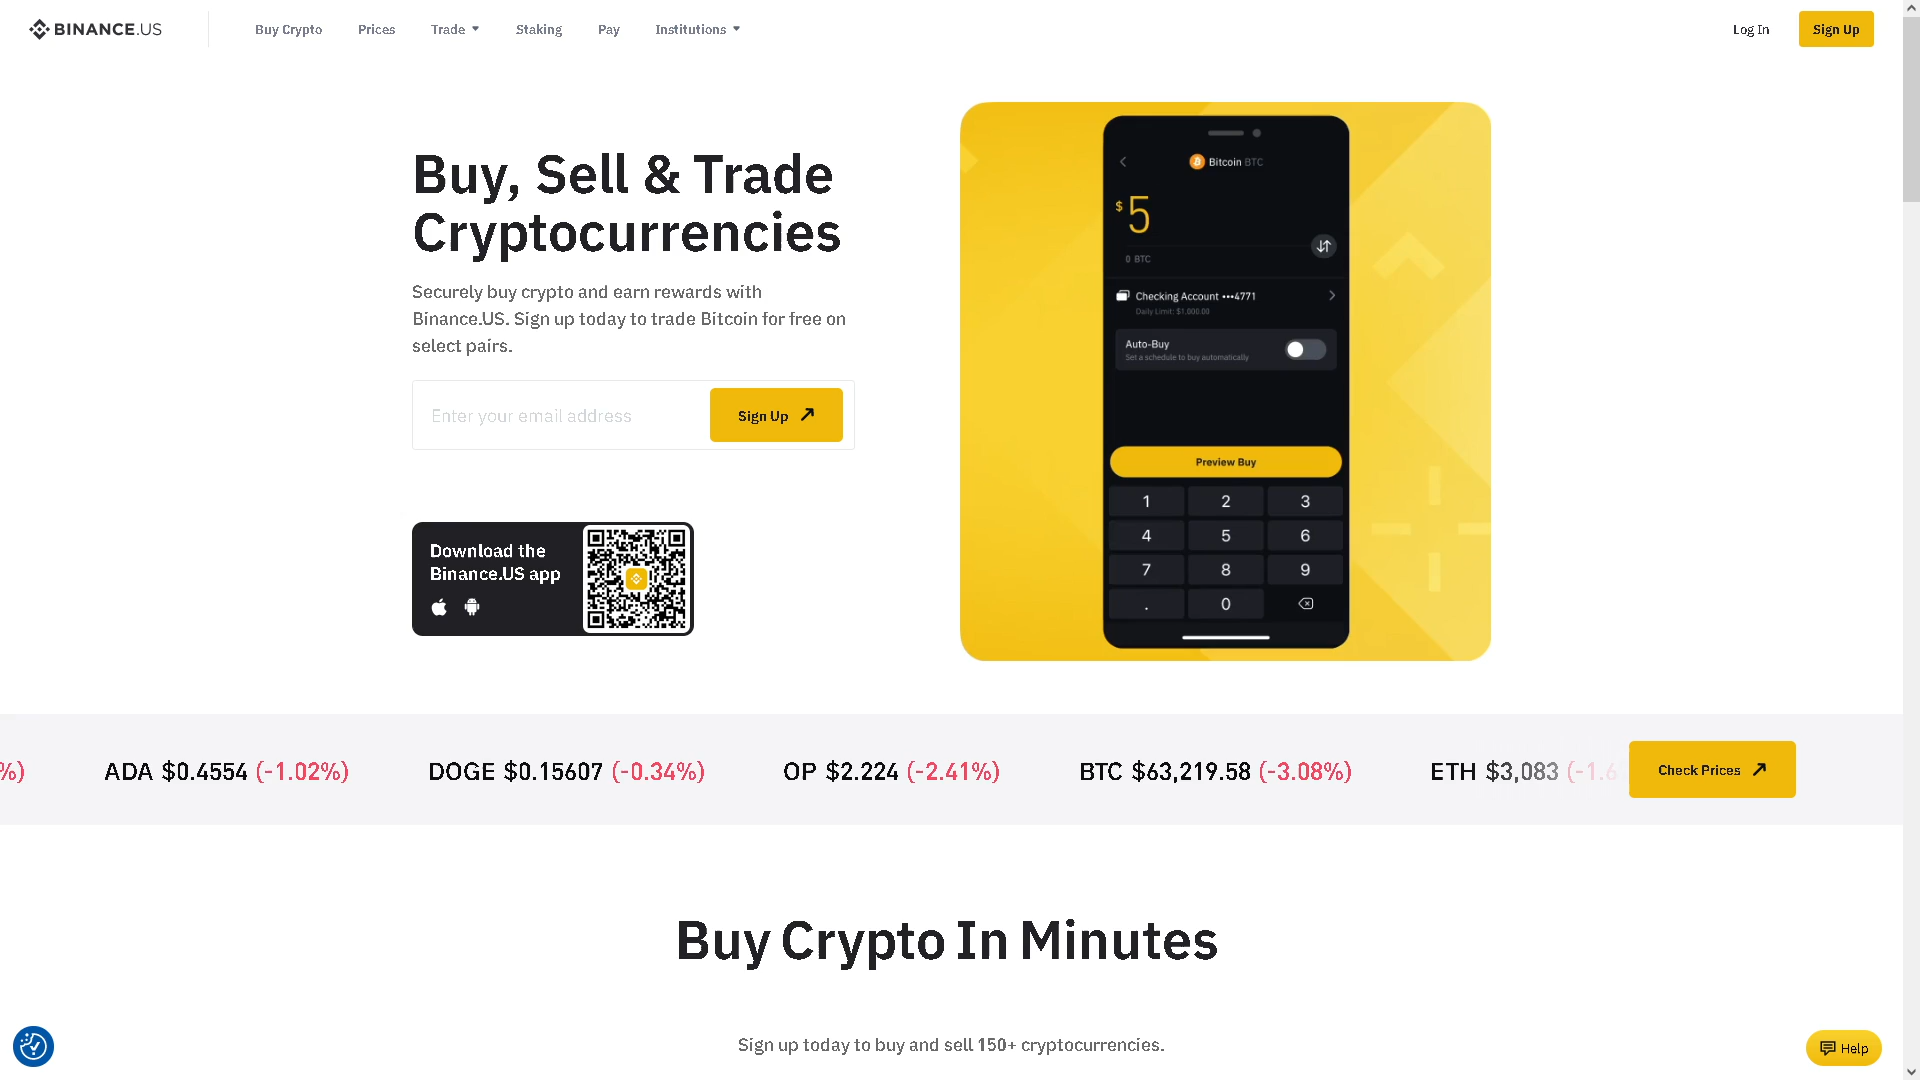 BINANCE.US
Buy Crypto
Prices
Trade
Staking
Pay
Institutions
Log In
Sign Up
Buy, Sell & Trade
Cryptocurrencies
Securely buy crypto and earn rewards with
Binance.US. Sign up today to trade Bitcoin for free on
select pairs.
Enter your email address
Sign Up
Download the
Binance.US app
Bitcoin BTC
$5
0 BTC
Checking Account •••4771
Daily Limit: $1,000.00
Auto-Buy
Set a schedule to buy automatically
Preview Buy
1 2 3
4 5 6
7 8 9
. 0
%)
ADA $0.4554 (-1.02%)
DOGE $0.15607 (-0.34%)
OP $2.224 (-2.41%)
BTC $63,219.58 (-3.08%)
ETH $3,083 (-1.6
Check Prices
Buy Crypto In Minutes
Sign up today to buy and sell 150+ cryptocurrencies.
Help